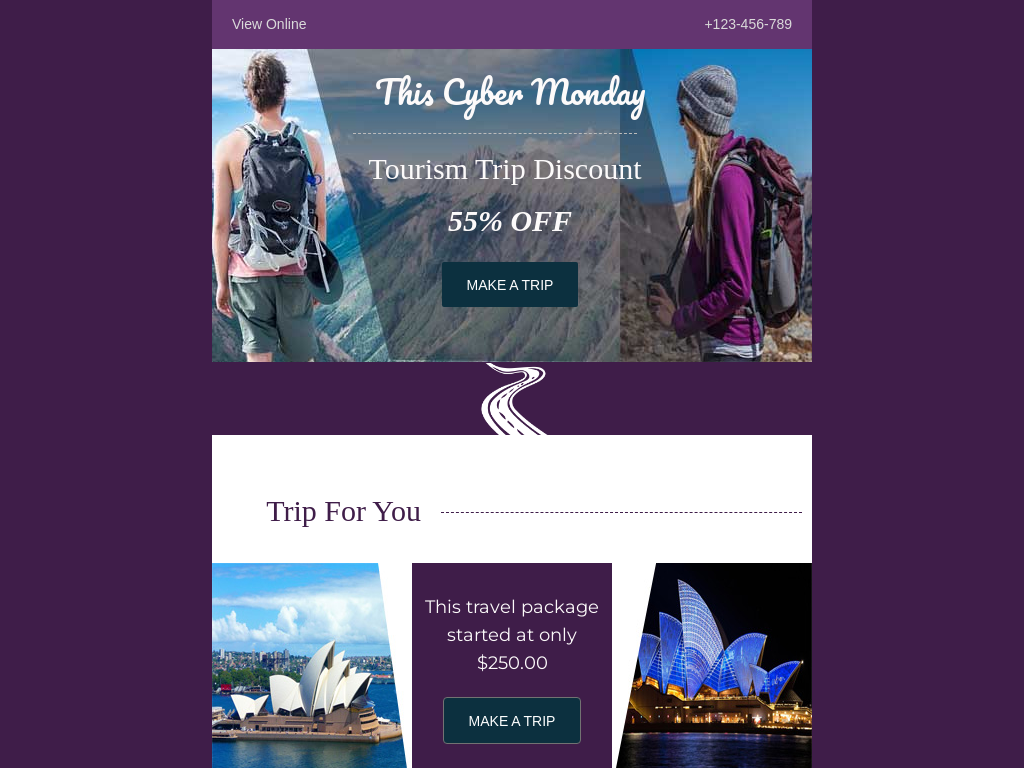 View Online
+123-456-789
This Cyber Monday
Tourism Trip Discount
55% OFF
MAKE A TRIP
Trip For You
This travel package
started at only
$250.00
MAKE A TRIP